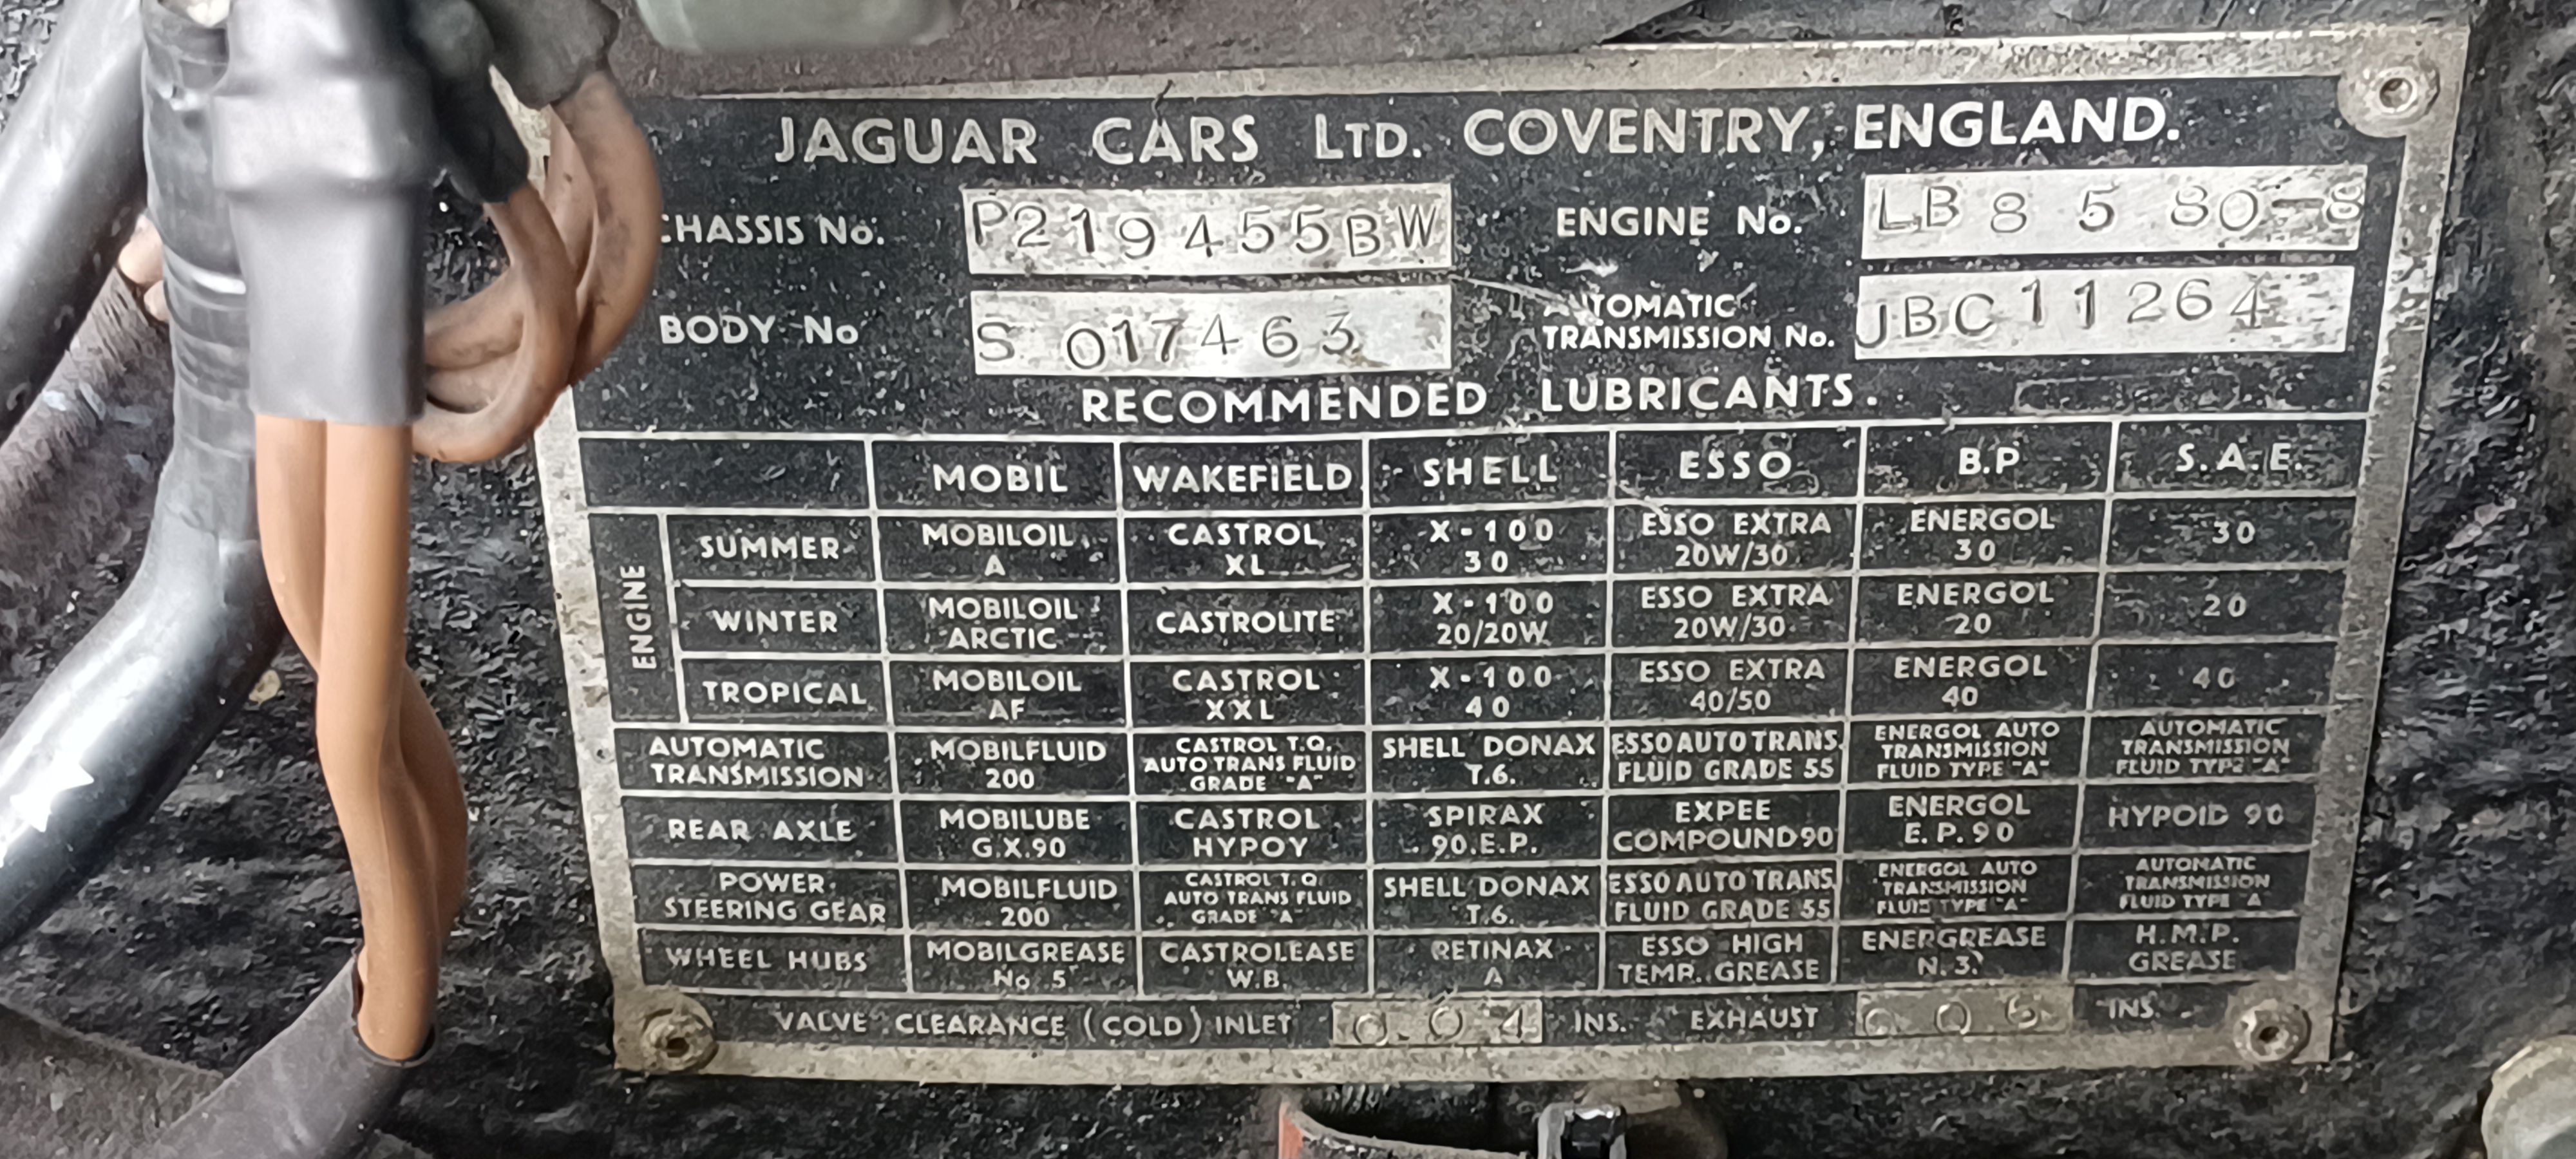 JAGUAR CARS LTD. COVENTRY, ENGLAND.
CHASSIS No. P219455BW ENGINE No. LB8580-8
BODY No S 017463 AUTOMATIC TRANSMISSION No. JBC11264
RECOMMENDED LUBRICANTS.
MOBIL WAKEFIELD SHELL ESSO B.P S.A.E.
ENGINE
SUMMER MOBILOIL A CASTROL XL X-100 30 ESSO EXTRA 20W/30 ENERGOL 30 30
WINTER MOBILOIL ARCTIC CASTROLITE X-100 20/20W ESSO EXTRA 20W/30 ENERGOL 20 20
TROPICAL MOBILOIL AF CASTROL XXL X-100 40 ESSO EXTRA 40/50 ENERGOL 40 40
AUTOMATIC TRANSMISSION MOBILFLUID 200 CASTROL T.Q. AUTO TRANS FLUID GRADE "A" SHELL DONAX T.6. ESSO AUTO TRANS. FLUID GRADE 55 ENERGOL AUTO TRANSMISSION FLUID TYPE "A" AUTOMATIC TRANSMISSION FLUID TYPE "A"
REAR AXLE MOBILUBE G.X.90 CASTROL HYPOY SPIRAX 90.E.P. EXPEE COMPOUND 90 ENERGOL E.P.90 HYPOID 90
POWER STEERING GEAR MOBILFLUID 200 CASTROL T.Q. AUTO TRANS FLUID GRADE "A" SHELL DONAX T.6. ESSO AUTO TRANS. FLUID GRADE 55 ENERGOL AUTO TRANSMISSION FLUID TYPE "A" AUTOMATIC TRANSMISSION FLUID TYPE A
WHEEL HUBS MOBILGREASE No.5 CASTROLEASE W.B. RETINAX A ESSO HIGH TEMP. GREASE ENERGREASE N.3. H.M.P. GREASE
VALVE CLEARANCE (COLD) INLET 0.04 INS. EXHAUST 0.06 INS.